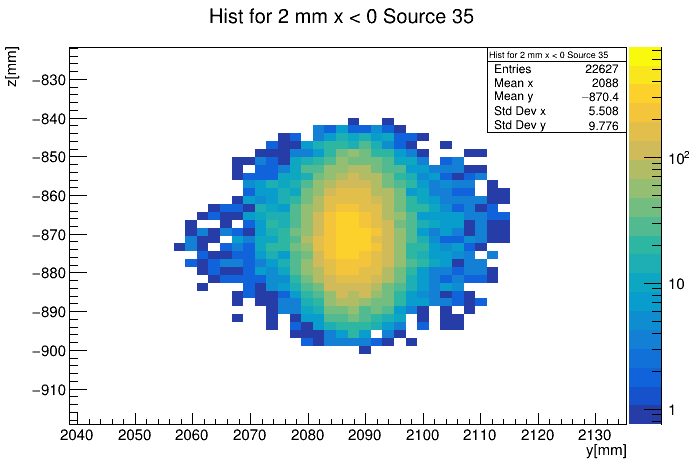 Hist for 2 mm x < 0 Source 35
z[mm]
Hist for 2 mm x < 0 Source 35
Entries 22627
Mean x 2088
Mean y −870.4
Std Dev x 5.508
Std Dev y 9.776
−830
−840
−850
−860
−870
−880
−890
−900
−910
10²
10
1
2040 2050 2060 2070 2080 2090 2100 2110 2120 2130
y[mm]